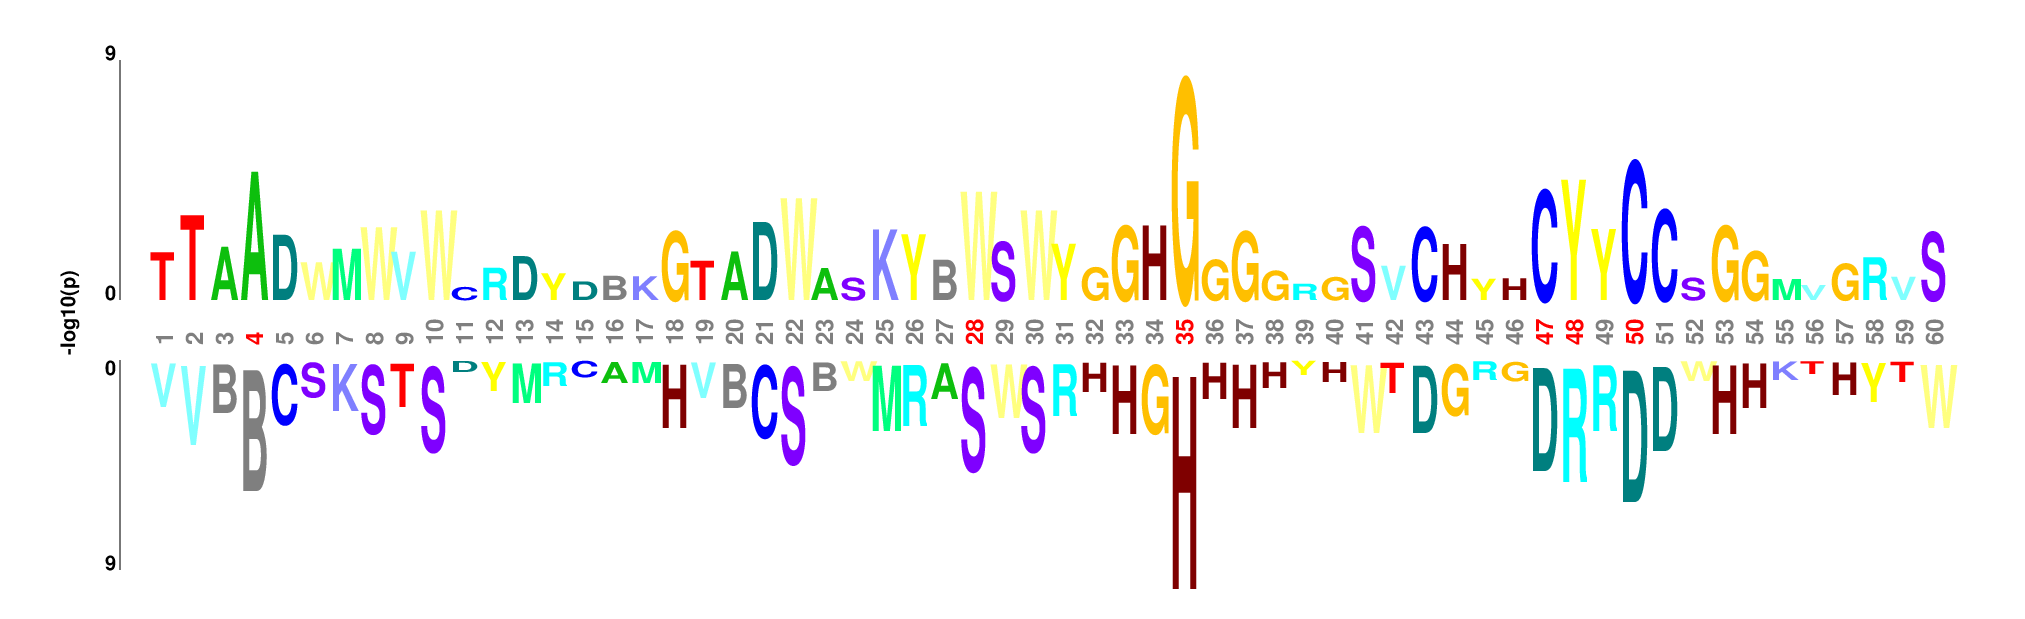 9
TTAADWMWVWCRDYDBKGTADWASKYBWSWYGGHGGGGRGSVCHYHCYYCCSGGMVGRVS
0
-log10(p)
1 2 3 4 5 6 7 8 9 10 11 12 13 14 15 16 17 18 19 20 21 22 23 24 25 26 27 28 29 30 31 32 33 34 35 36 37 38 39 40 41 42 43 44 45 46 47 48 49 50 51 52 53 54 55 56 57 58 59 60
0
VVBBCSKSTSDYMRCAMHVBCSBWMRASWSRHHGHHHHYHWTDGRGDRRDDWHHKTHYTW
9